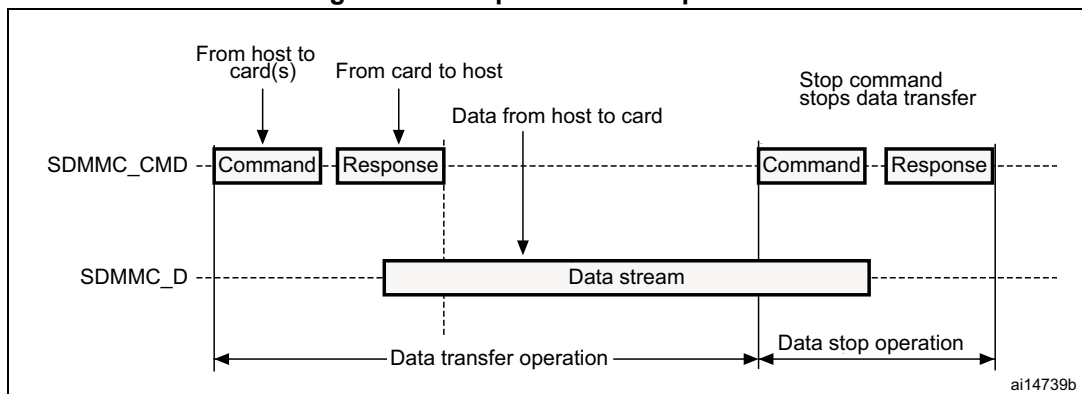 From host to
card(s)
From card to host
Data from host to card
Stop command
stops data transfer
SDMMC_CMD
Command
Response
Command
Response
SDMMC_D
Data stream
Data transfer operation
Data stop operation
ai14739b